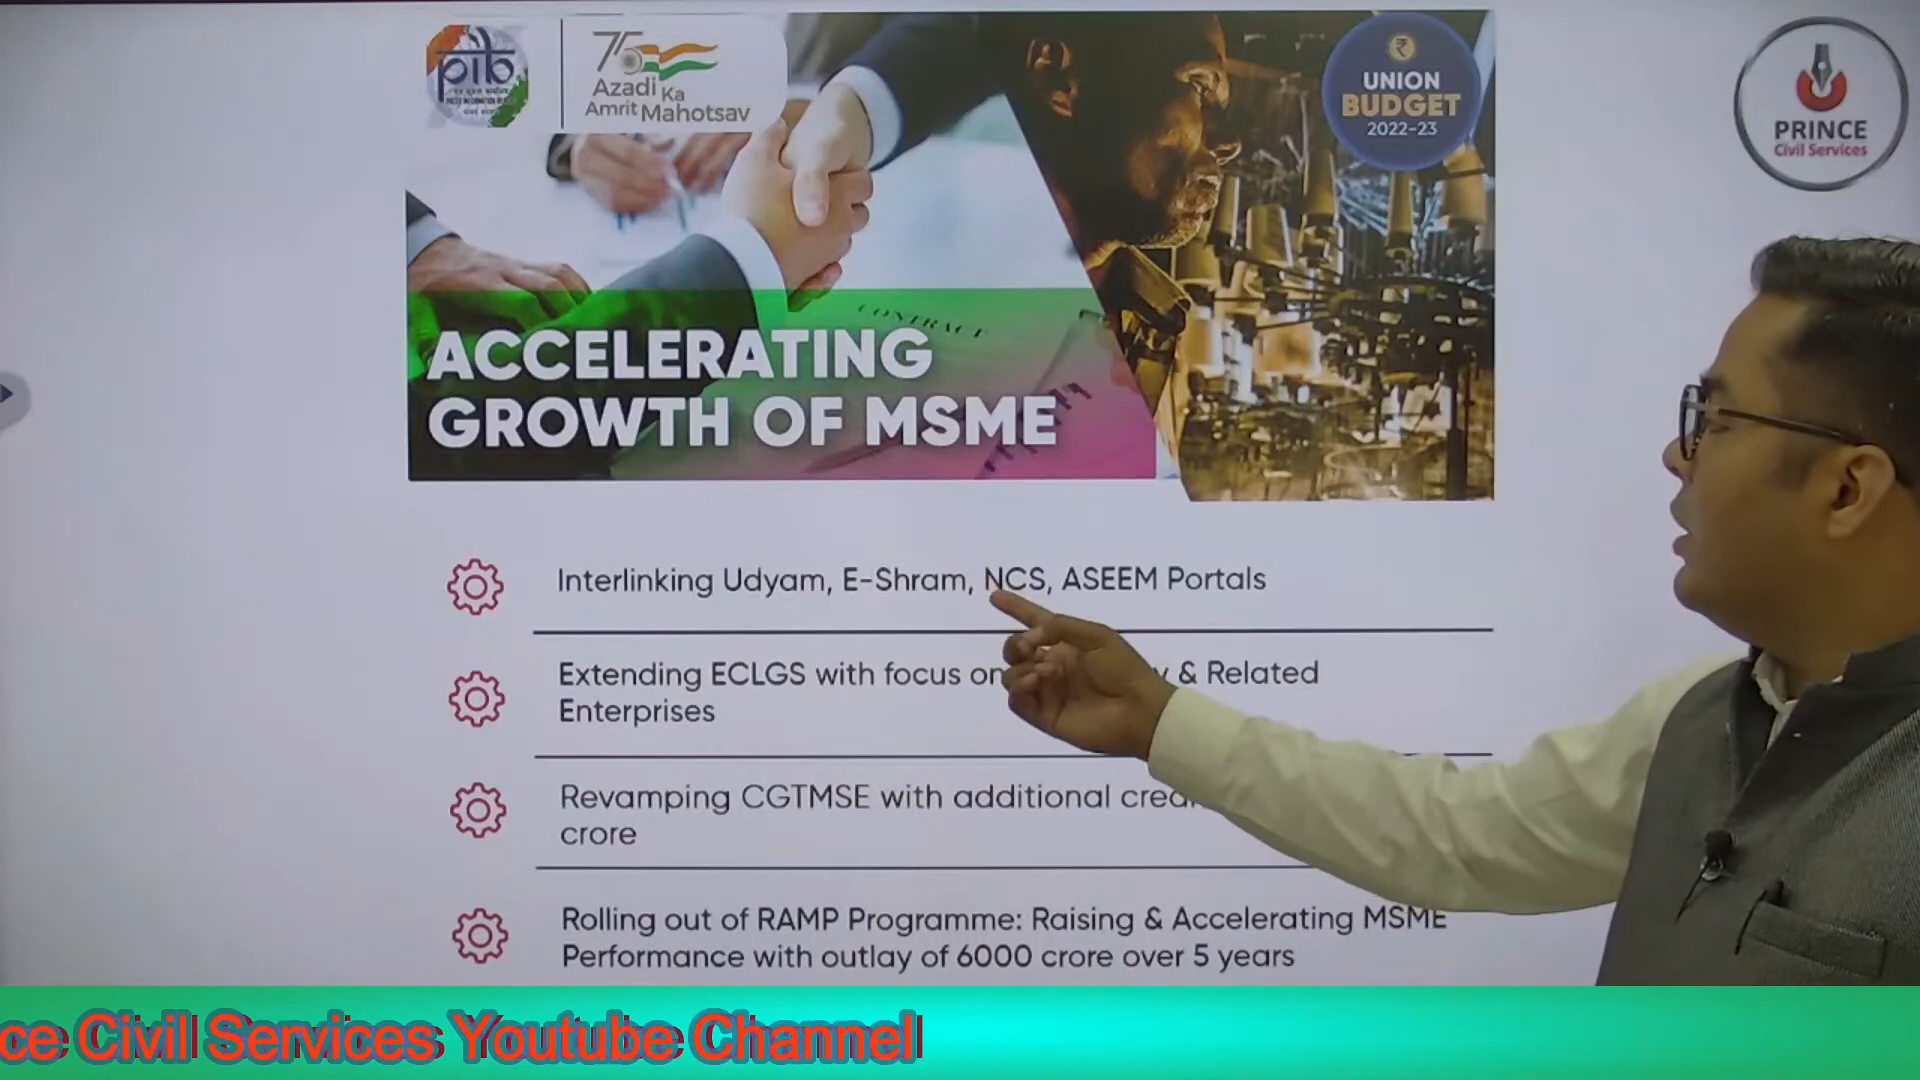 pib
75
Azadi Ka
Amrit Mahotsav
UNION
BUDGET
2022-23
PRINCE
Civil Services
CONTRACT
ACCELERATING
GROWTH OF MSME
Interlinking Udyam, E-Shram, NCS, ASEEM Portals
Extending ECLGS with focus on & Related
Enterprises
Revamping CGTMSE with additional
crore
Rolling out of RAMP Programme: Raising & Accelerating MSME
Performance with outlay of 6000 crore over 5 years
ce Civil Services Youtube Channel